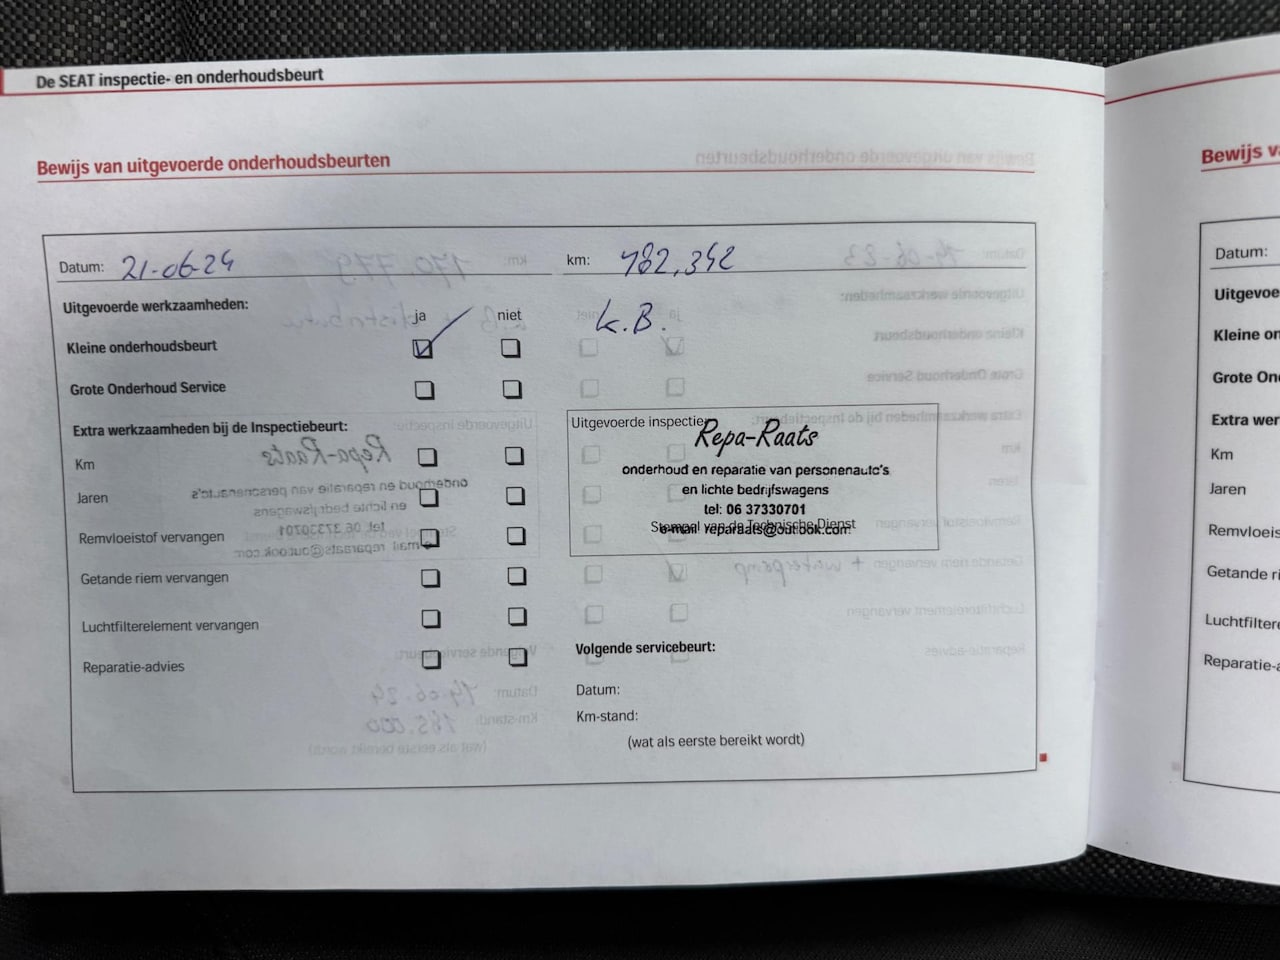 De SEAT inspectie- en onderhoudsbeurt
Bewijs van uitgevoerde onderhoudsbeurten
Datum: 21-06-24 km: 182,342
Uitgevoerde werkzaamheden:
ja niet K.B.
Kleine onderhoudsbeurt
Grote Onderhoud Service
Extra werkzaamheden bij de Inspectiebeurt:
Km
Jaren
Remvloeistof vervangen
Getande riem vervangen
Luchtfilterelement vervangen
Reparatie-advies
Uitgevoerde inspectie
Repa-Raats
onderhoud en reparatie van personenauto's
en lichte bedrijfswagens
tel: 06 37330701
Stempel van de Technische Dienst
e-mail reparaats@outlook.com
Volgende servicebeurt:
Datum:
Km-stand:
(wat als eerste bereikt wordt)
Bewijs
Datum:
Uitgevoe
Kleine on
Grote On
Extra wer
Km
Jaren
Remvloeis
Getande ri
Luchtfilter
Reparatie-a